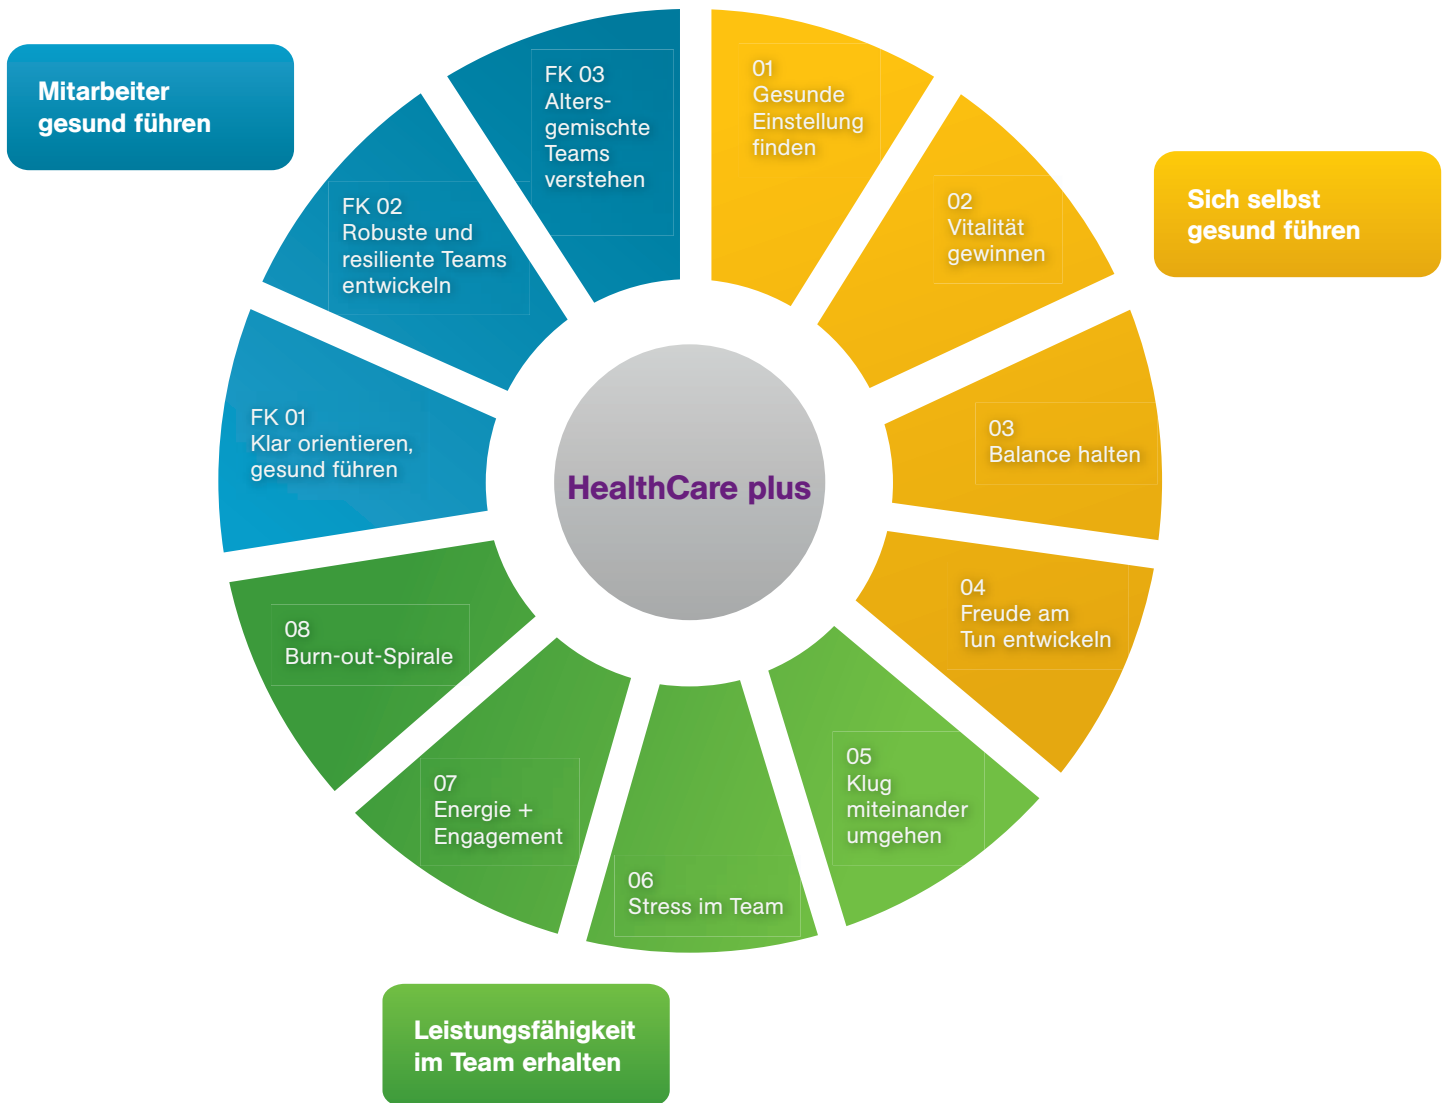 Mitarbeiter
gesund führen
FK 03
Alters-
gemischte
Teams
verstehen
01
Gesunde
Einstellung
finden
FK 02
Robuste und
resiliente Teams
entwickeln
02
Vitalität
gewinnen
Sich selbst
gesund führen
FK 01
Klar orientieren,
gesund führen
HealthCare plus
03
Balance halten
08
Burn-out-Spirale
04
Freude am
Tun entwickeln
07
Energie +
Engagement
06
Stress im Team
05
Klug
miteinander
umgehen
Leistungsfähigkeit
im Team erhalten